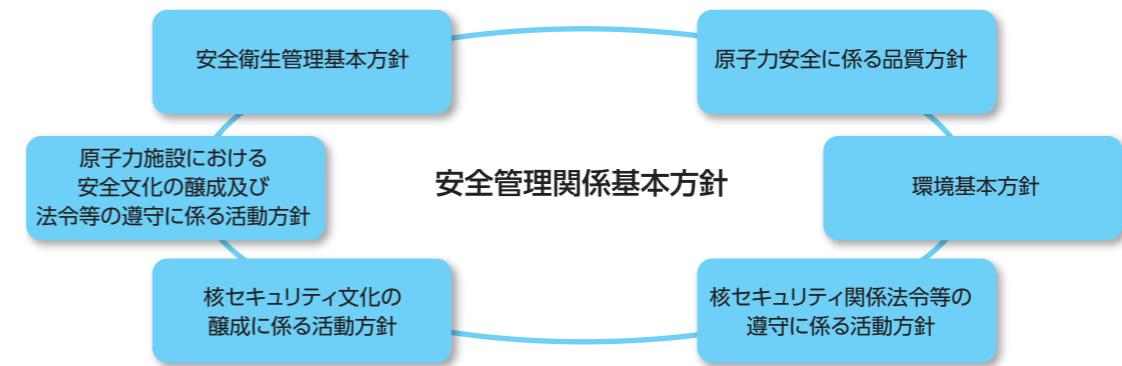 安全衛生管理基本方針
原子力安全に係る品質方針
原子力施設における
安全文化の醸成及び
法令等の遵守に係る活動方針
安全管理関係基本方針
環境基本方針
核セキュリティ文化の
醸成に係る活動方針
核セキュリティ関係法令等の
遵守に係る活動方針